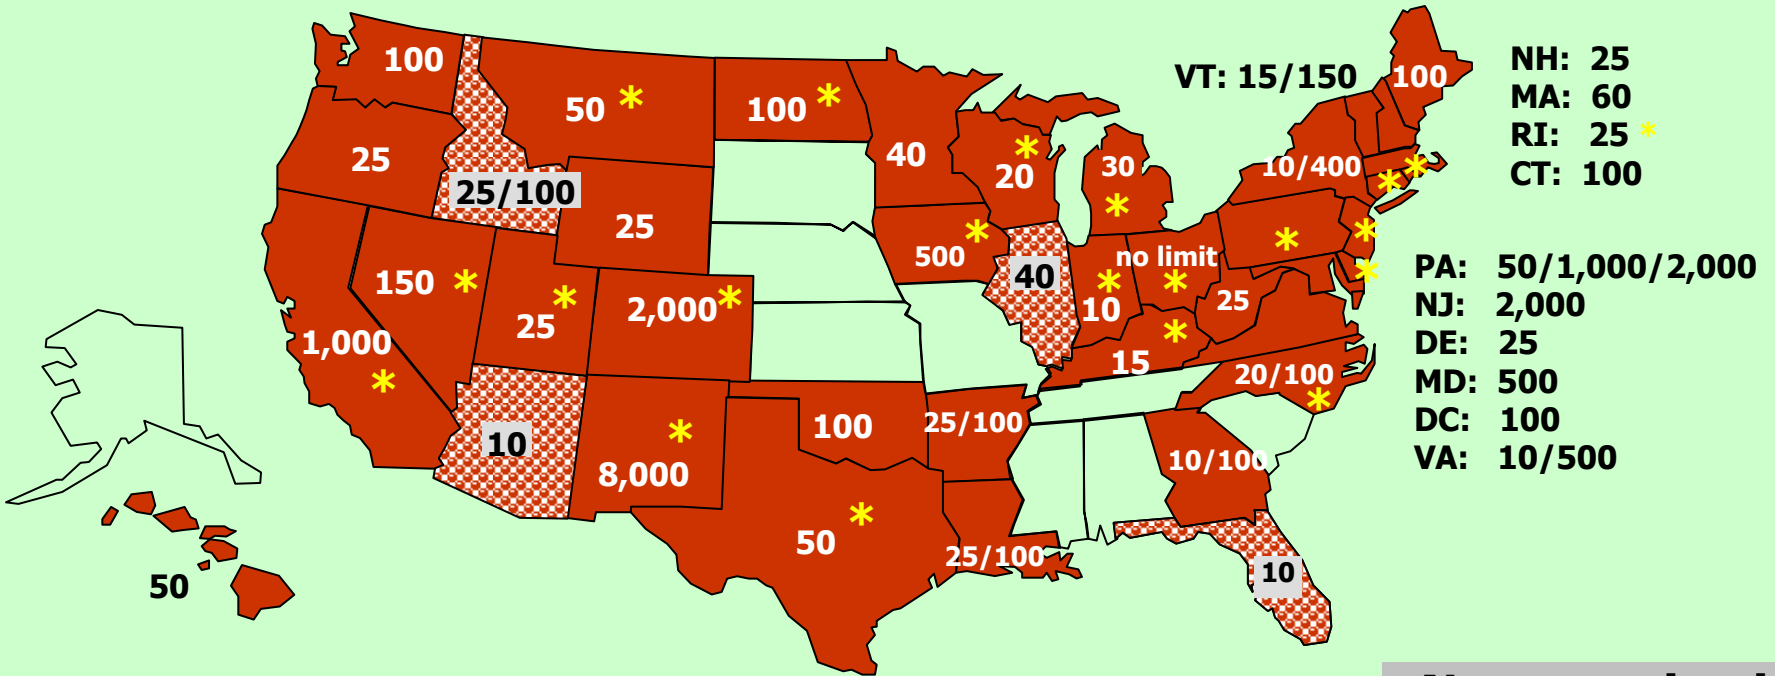 100
50 *
100 *
VT: 15/150
100
NH: 25
MA: 60
RI: 25 *
CT: 100
25
25/100
40
* 20
30 *
10/400
* *
25
500 *
* * *
150 *
25 *
2,000 *
40
* 10
no limit *
25
PA: 50/1,000/2,000
NJ: 2,000
DE: 25
MD: 500
DC: 100
VA: 10/500
1,000 *
* 15
20/100 *
10
8,000 *
100
25/100
10/100
50 *
25/100
10
50